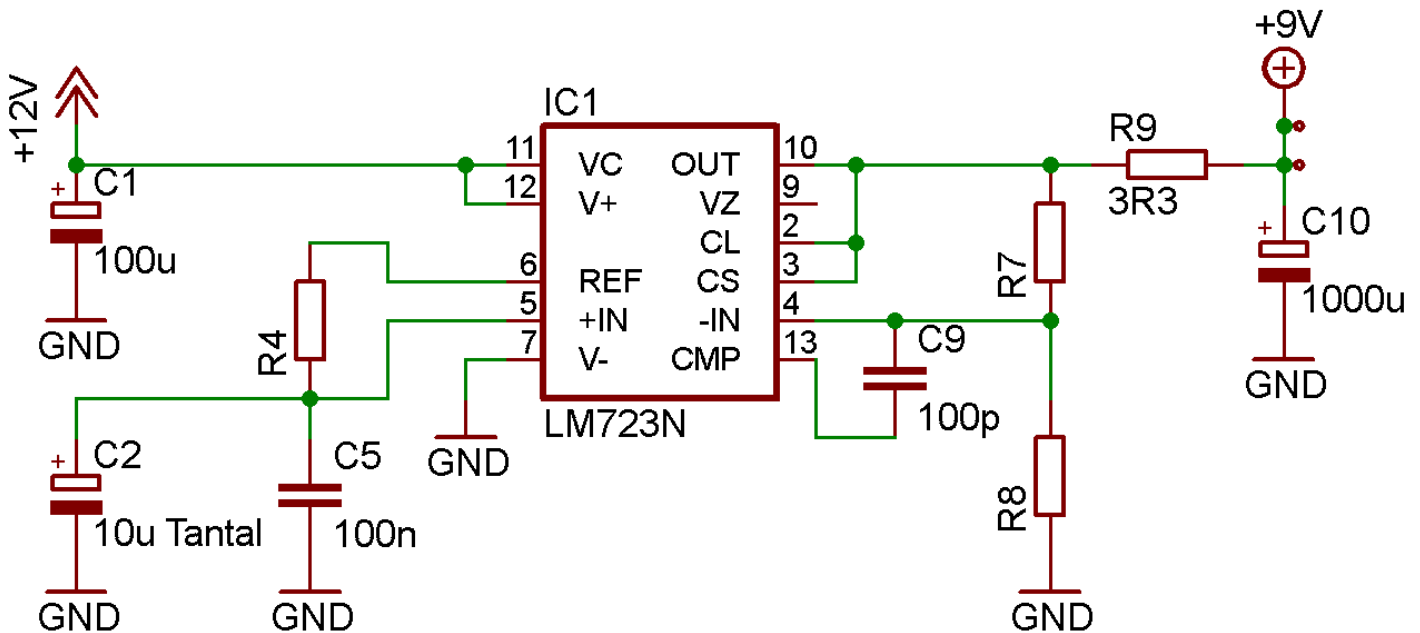 +9V
+12V
IC1
R9
3R3
C1
100u
11
12
6
5
7
VC
V+
REF
+IN
V-
OUT
VZ
CL
CS
-IN
CMP
10
9
2
3
4
13
LM723N
GND
R4
GND
R7
C9
100p
C10
1000u
GND
C2
10u Tantal
GND
C5
100n
GND
R8
GND